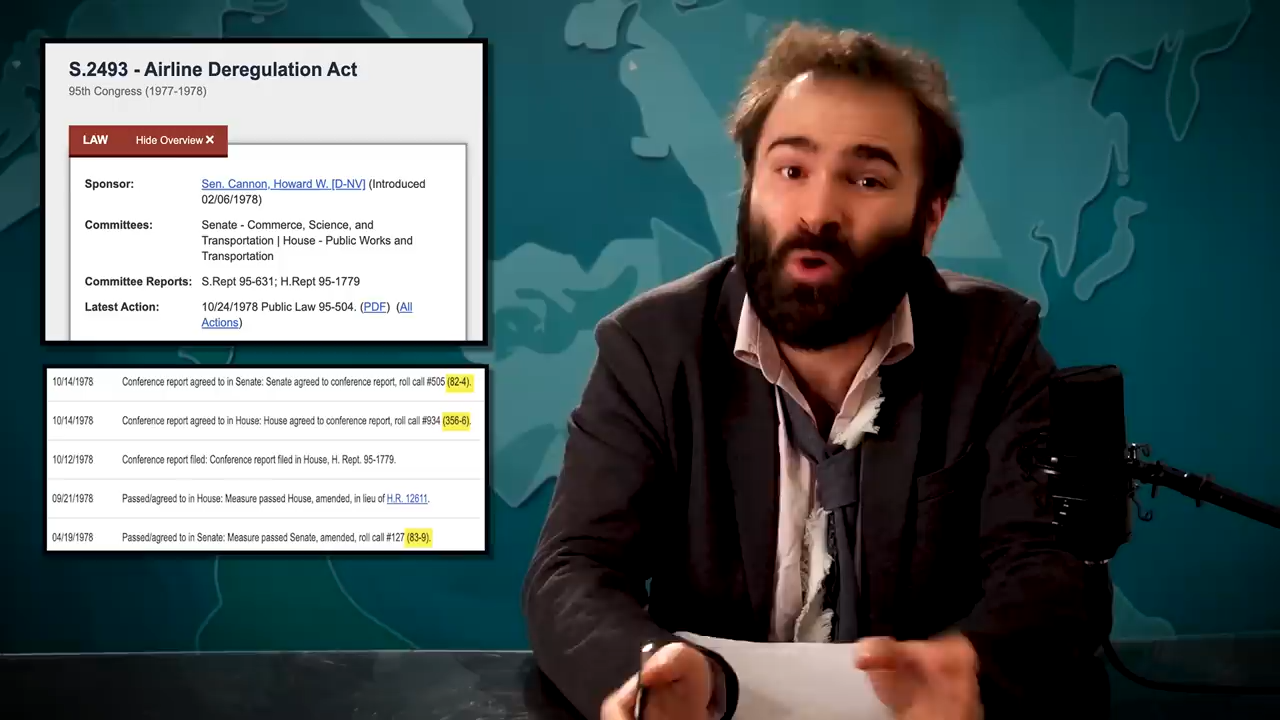 S.2493 - Airline Deregulation Act
95th Congress (1977-1978)
LAW Hide Overview ✕
Sponsor: Sen. Cannon, Howard W. [D-NV] (Introduced
02/06/1978)
Committees: Senate - Commerce, Science, and
Transportation | House - Public Works and
Transportation
Committee Reports: S.Rept 95-631; H.Rept 95-1779
Latest Action: 10/24/1978 Public Law 95-504. (PDF) (All
Actions)
10/14/1978 Conference report agreed to in Senate: Senate agreed to conference report, roll call #505 (82-4).
10/14/1978 Conference report agreed to in House: House agreed to conference report, roll call #934 (356-6).
10/12/1978 Conference report filed: Conference report filed in House, H. Rept. 95-1779.
09/21/1978 Passed/agreed to in House: Measure passed House, amended, in lieu of H.R. 12611.
04/19/1978 Passed/agreed to in Senate: Measure passed Senate, amended, roll call #127 (83-9).